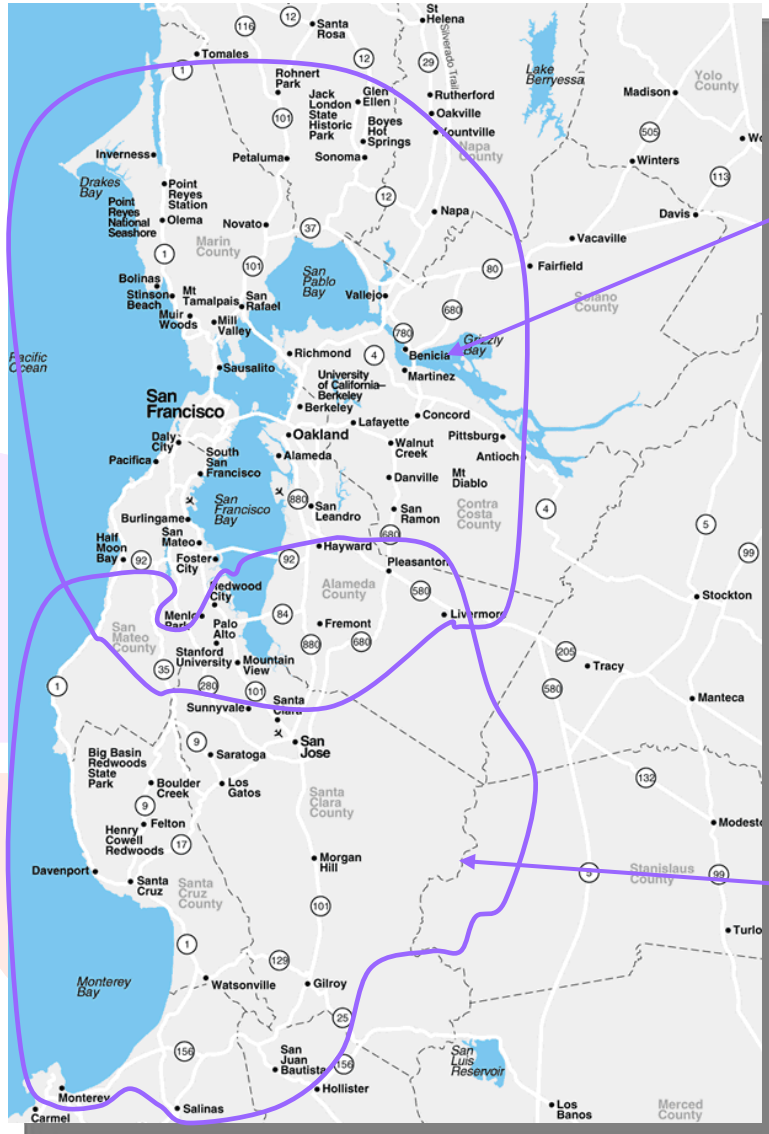 St
Helena
12
Santa
Rosa
116
Tomales
12
29
Silverado Trail
Lake
Berryessa
Yolo
County
1
Rohnert
Park
Glen
Ellen
Jack
London
State
Historic
Park
Boyes
Hot
Springs
Rutherford
Oakville
Yountville
Madison
101
Napa
County
505
Inverness
Petaluma
Sonoma
Winters
113
Drakes
Bay
Point
Reyes
Station
12
Point
Reyes
National
Seashore
Olema
Novato
37
Napa
Davis
Marin
County
Vacaville
1
101
San
Pablo
Bay
80
Fairfield
Bolinas
Stinson
Beach
Mt
Tamalpais
San
Rafael
Vallejo
680
Solano
County
Muir
Woods
Mill
Valley
780
Grizzly
Bay
Pacific
Ocean
Richmond
4
Benicia
Sausalito
University
of California–
Berkeley
Martinez
San
Francisco
Berkeley
Lafayette
Concord
Daly
City
Oakland
Walnut
Creek
Pittsburg
Pacifica
South
San
Francisco
Alameda
Antioch
Danville
Mt
Diablo
San
Francisco
Bay
880
San
Leandro
San
Ramon
Contra
Costa
County
4
5
Burlingame
Half
Moon
Bay
San
Mateo
680
99
92
Foster
City
92
Hayward
Pleasanton
Redwood
City
Alameda
County
580
Stockton
Menlo
Park
84
Livermore
San
Mateo
County
Palo
Alto
Fremont
880
680
Stanford
University
Mountain
View
205
Tracy
35
1
280
101
580
Sunnyvale
Santa
Clara
Manteca
9
San
Jose
Big Basin
Redwoods
State
Park
Saratoga
Boulder
Creek
Los
Gatos
132
Santa
Clara
County
9
Henry
Cowell
Redwoods
Felton
17
Morgan
Hill
Davenport
Santa
Cruz
Santa
Cruz
County
5
Stanislaus
County
99
101
1
129
Monterey
Bay
Watsonville
Gilroy
25
156
San
Juan
Bautista
156
San
Luis
Reservoir
Monterey
Hollister
Carmel
Salinas
Los
Banos
Merced
County